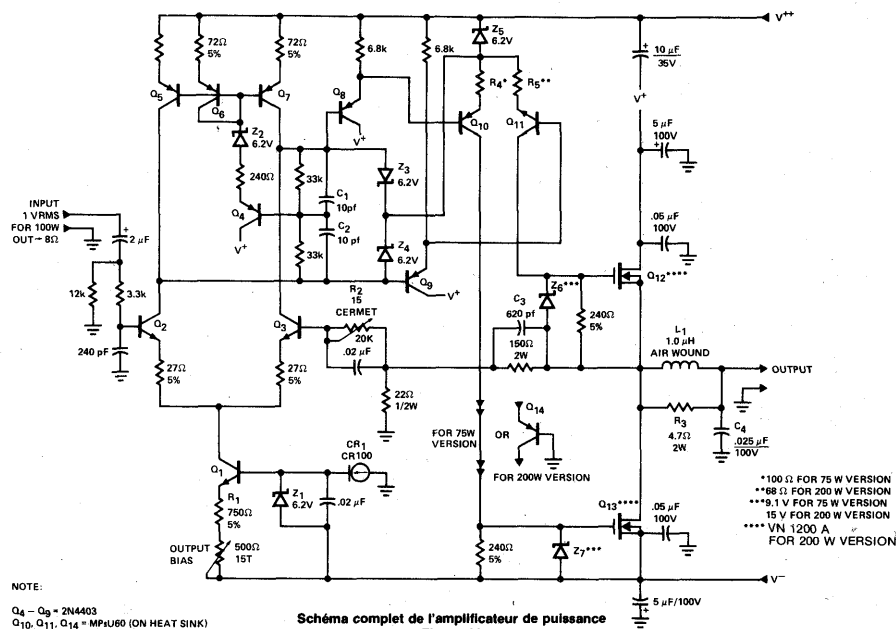 V++
72Ω
5%
72Ω
5%
6.8k
6.8k
Z5
6.2V
10 µF
35V
Q5
Q6
Q7
Q8
R4*
R5**
V+
Q10
Q11
V+
5 µF
100V
+
Z2
6.2V
240Ω
33k
C1
10pf
Z3
6.2V
INPUT
1 VRMS
FOR 100W
OUT→8Ω
+
2 µF
Q4
V+
C2
10 pf
33k
Z4
6.2V
.05 µF
100V
Q9
V+
Q12****
12k
3.3k
R2
15
CERMET
20K
C3
620 pf
Z6***
240Ω
5%
Q2
Q3
150Ω
2W
L1
1.0 µH
AIR WOUND
240 pF
.02 µF
OUTPUT
27Ω
5%
27Ω
5%
22Ω
1/2W
FOR 75W
VERSION
Q14
OR
FOR 200W VERSION
R3
4.7Ω
2W
C4
.025 µF
100V
Q1
CR1
CR100
*100 Ω FOR 75 W VERSION
**68 Ω FOR 200 W VERSION
***9.1 V FOR 75 W VERSION
15 V FOR 200 W VERSION
**** VN 1200 A
FOR 200 W VERSION
R1
750Ω
5%
Z1
6.2V
.02 µF
Q13****
.05 µF
100V
OUTPUT
BIAS
500Ω
15T
240Ω
5%
Z7***
V-
NOTE:
+
5 µF/100V
Q4 – Q9 = 2N4403
Q10, Q11, Q14 = MPsU60 (ON HEAT SINK)
Schéma complet de l'amplificateur de puissance